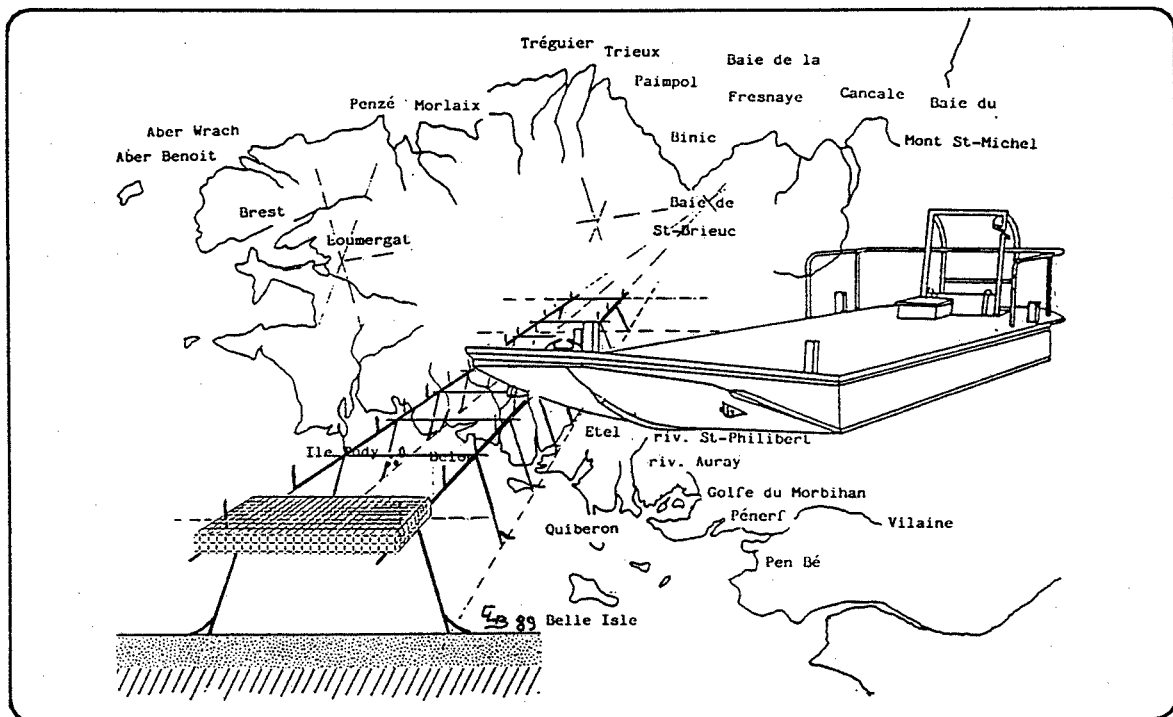 Tréguier
Trieux
Paimpol
Baie de la
Fresnaye
Cancale
Baie du
Mont St-Michel
Penzé
Morlaix
Binic
Aber Wrach
Aber Benoit
Brest
Loumergat
Baie de
St-Brieuc
Etel
riv. St-Philibert
riv. Auray
Ile
Golfe du Morbihan
Pénerf
Vilaine
Quiberon
Pen Bé
Belle Isle
89